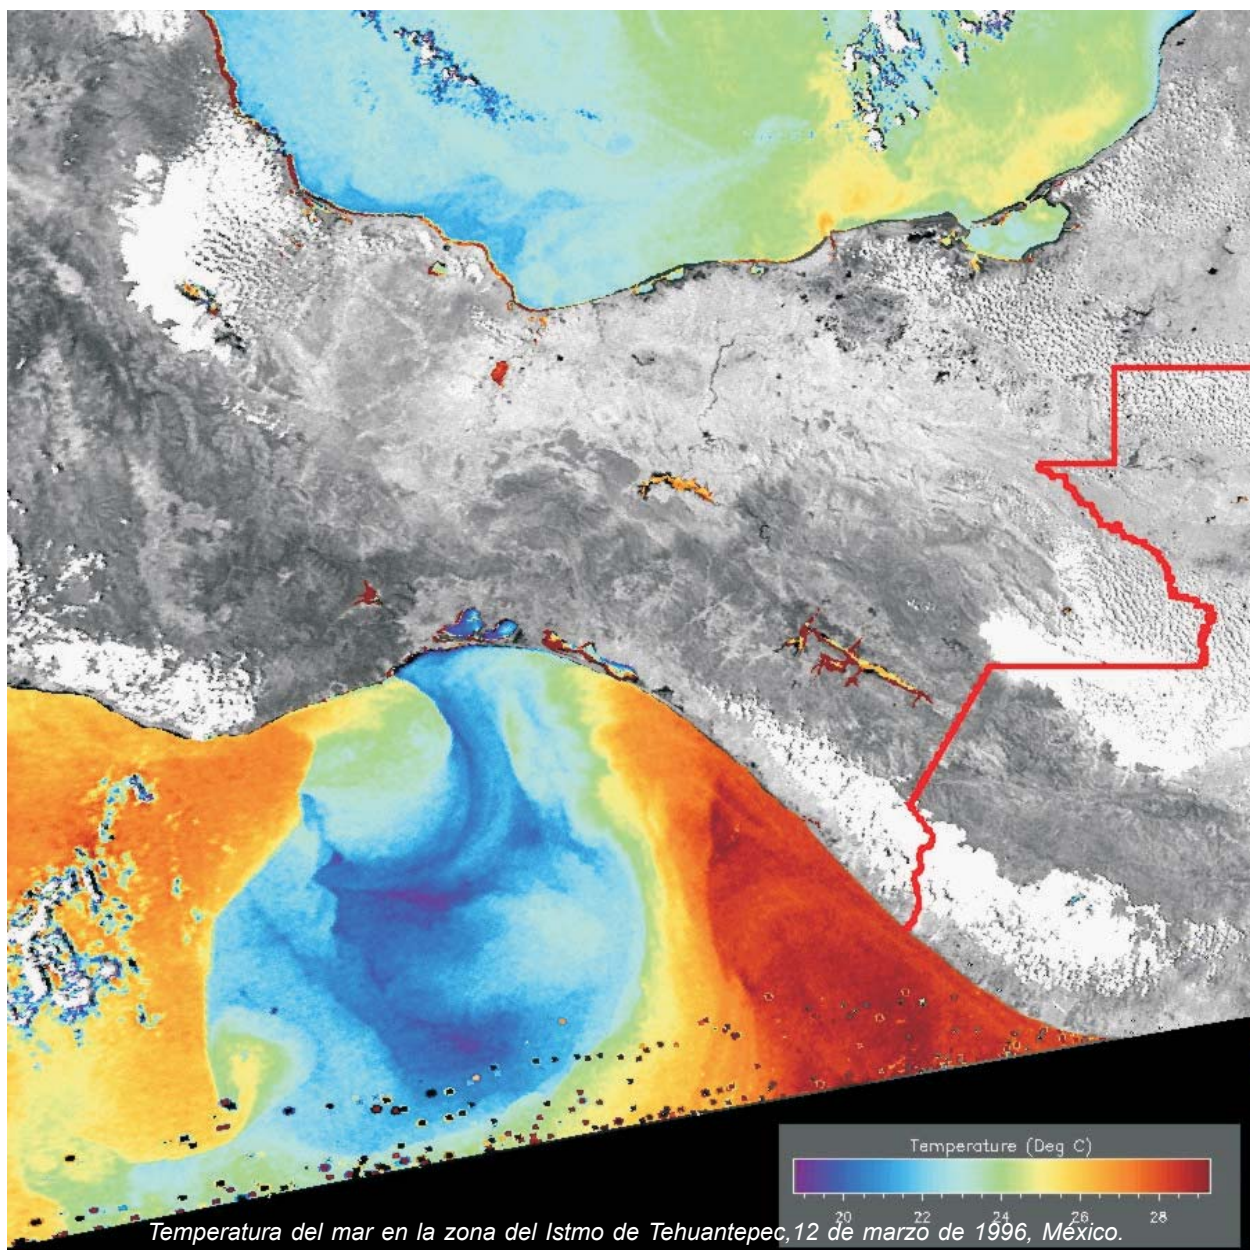 Temperature (Deg C)
20 22 24 26 28
Temperatura del mar en la zona del Istmo de Tehuantepec,12 de marzo de 1996, México.